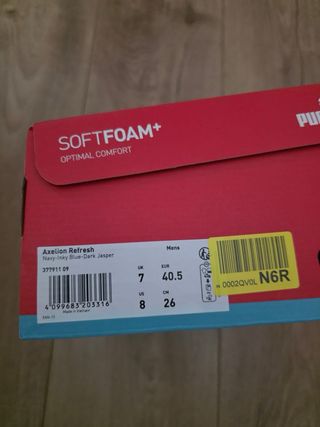 SOFTFOAM+
OPTIMAL COMFORT
PU
Axelion Refresh
Mens
Navy-Inky Blue-Dark Jasper
377911 09
UK
7
EUR
40.5
US
8
CM
26
4 099683 203316
Made in Vietnam
0002QV0L
N6R